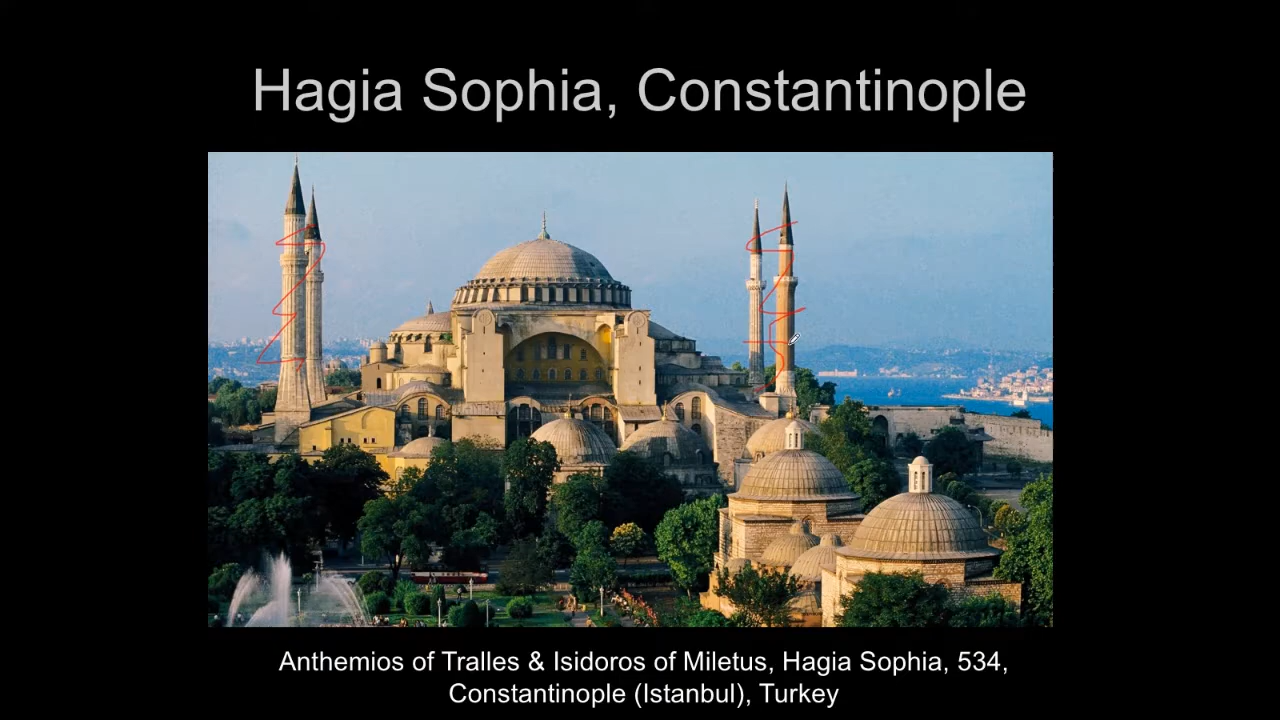 Hagia Sophia, Constantinople
Anthemios of Tralles & Isidoros of Miletus, Hagia Sophia, 534,
Constantinople (Istanbul), Turkey